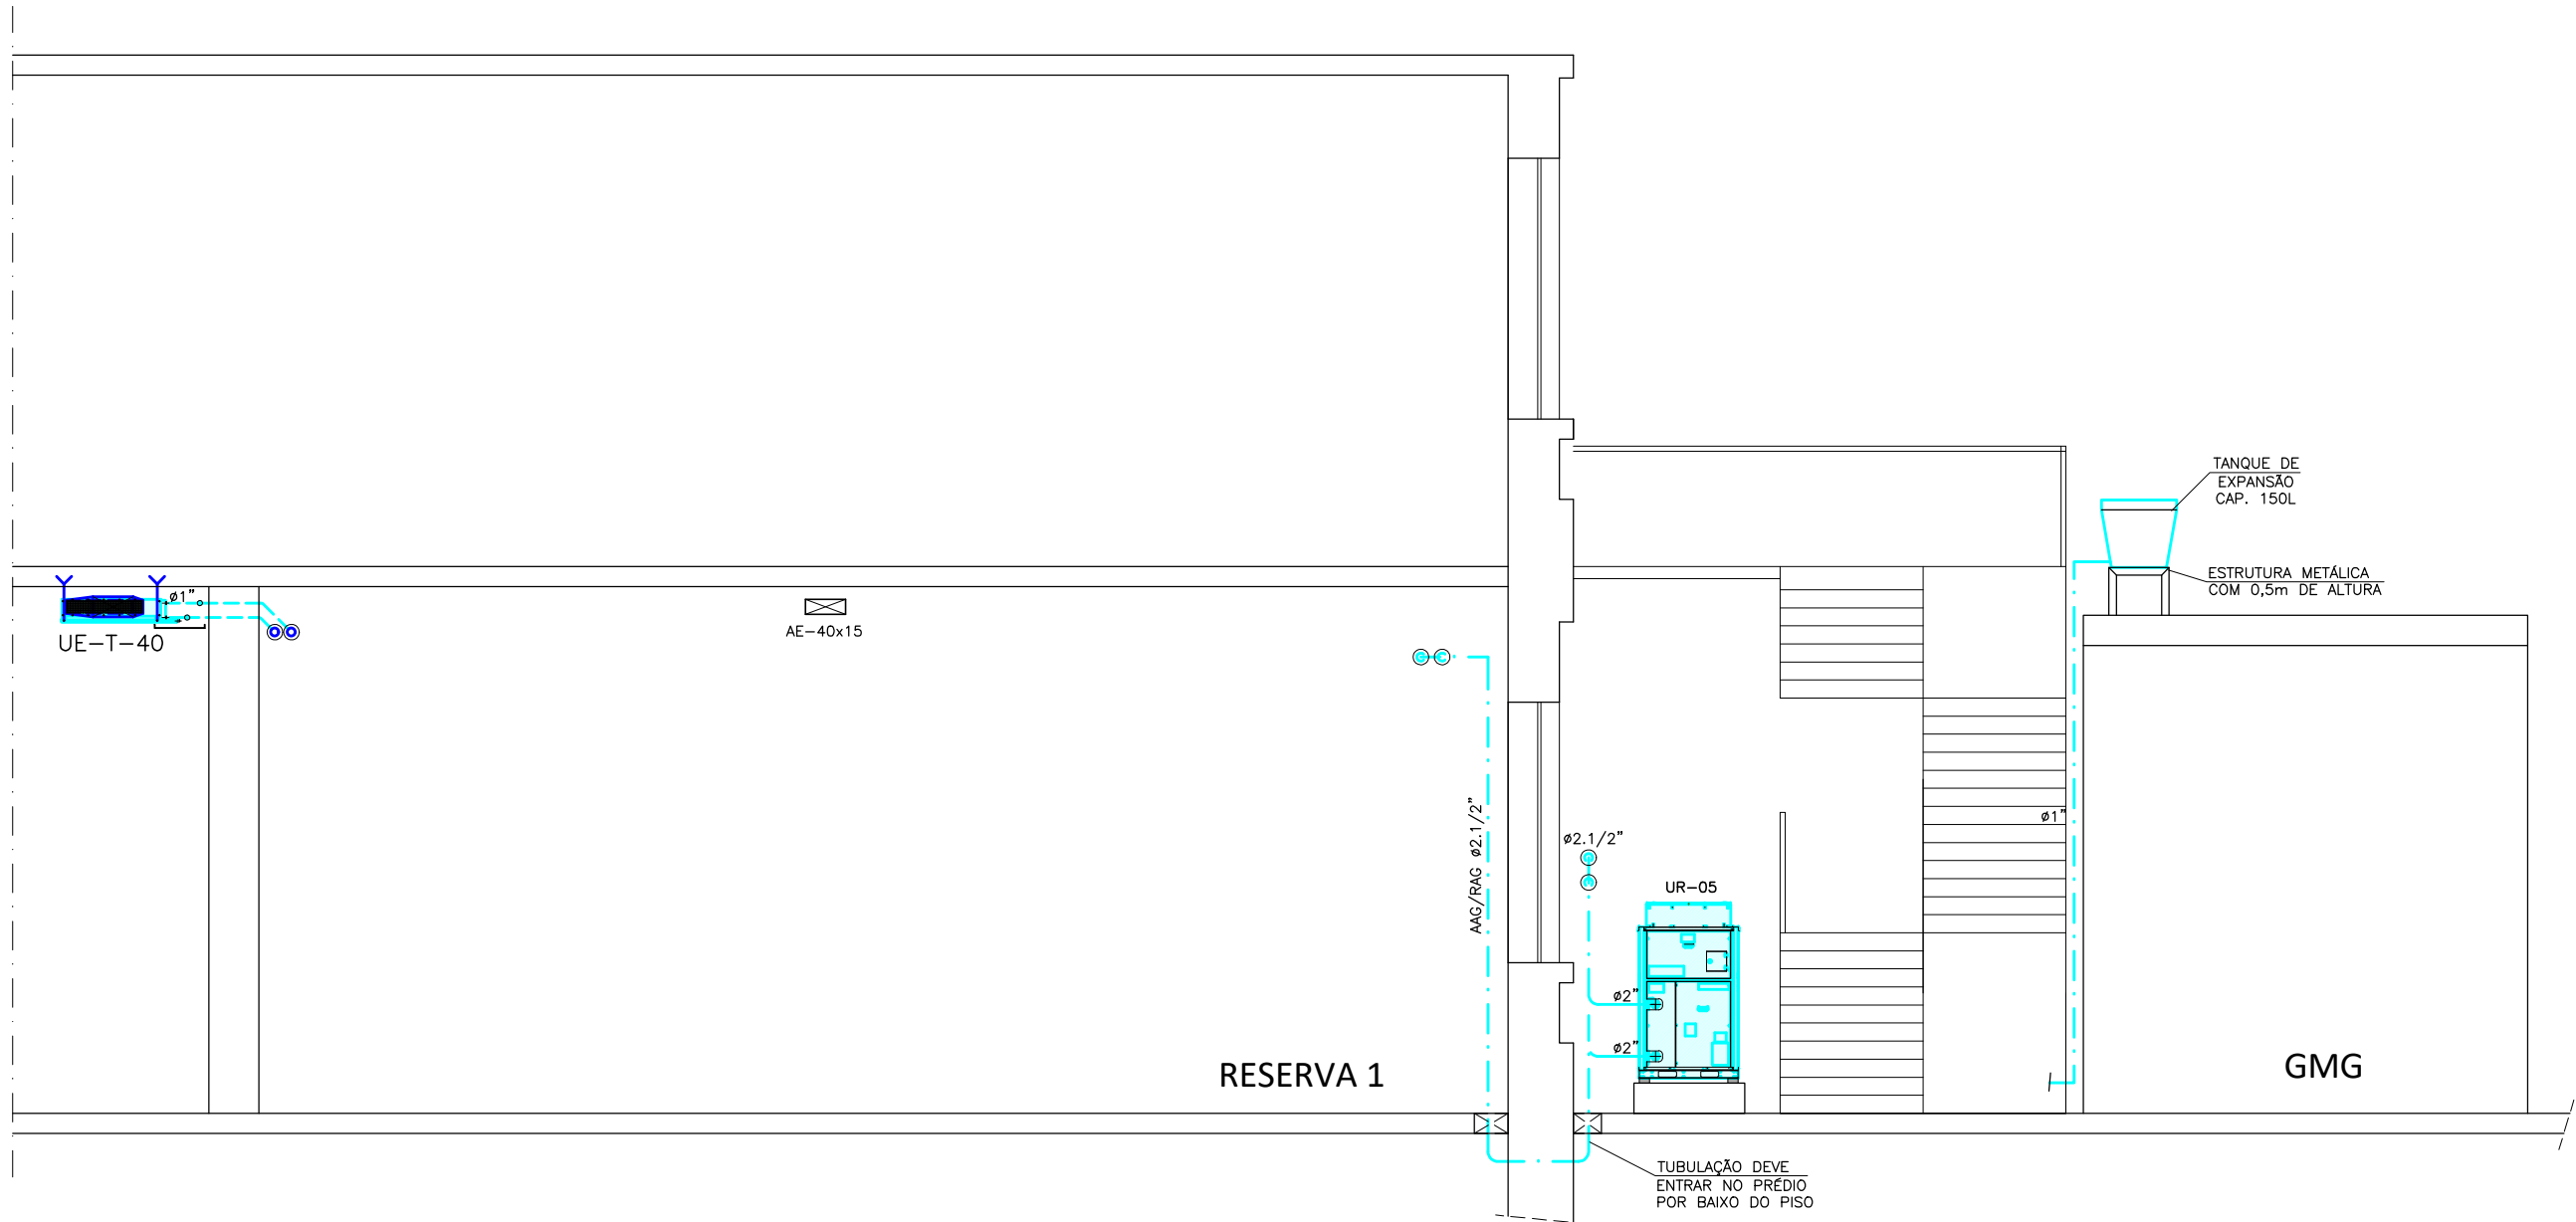 TANQUE DE
EXPANSÃO
CAP. 150L
ESTRUTURA METÁLICA
COM 0,5m DE ALTURA
ø1"
UE-T-40
AE-40x15
AAG/RAG ø2.1/2"
ø2.1/2"
ø1"
UR-05
ø2"
ø2"
RESERVA 1
GMG
TUBULAÇÃO DEVE
ENTRAR NO PRÉDIO
POR BAIXO DO PISO